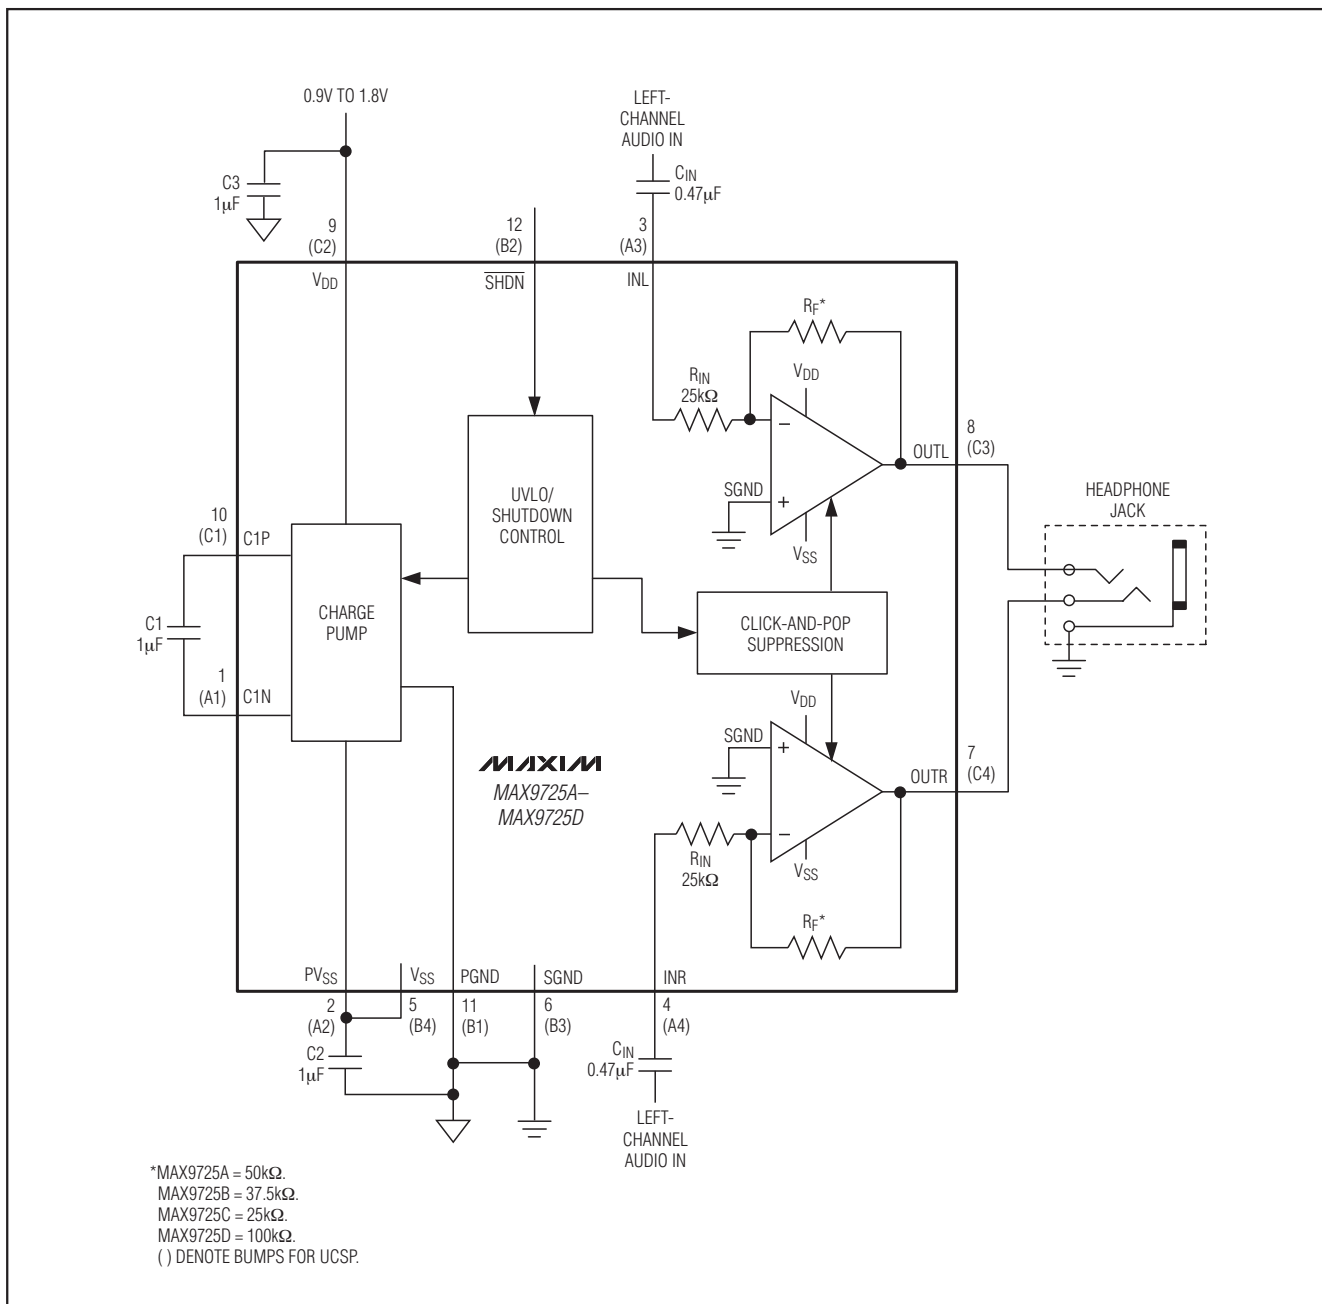 0.9V TO 1.8V
LEFT-
CHANNEL
AUDIO IN
C3
1μF
CIN
0.47μF
9
(C2)
12
(B2)
3
(A3)
VDD
SHDN
INL
RF*
RIN
25kΩ
VDD
−
SGND
+
VSS
OUTL
8
(C3)
HEADPHONE
JACK
UVLO/
SHUTDOWN
CONTROL
10
(C1)
C1P
CHARGE
PUMP
C1
1μF
1
(A1)
C1N
CLICK-AND-POP
SUPPRESSION
VDD
SGND
+
−
OUTR
7
(C4)
MAXIM
MAX9725A–
MAX9725D
RIN
25kΩ
VSS
RF*
PVSS
VSS
PGND
SGND
INR
2
(A2)
5
(B4)
11
(B1)
6
(B3)
4
(A4)
C2
1μF
CIN
0.47μF
LEFT-
CHANNEL
AUDIO IN
*MAX9725A = 50kΩ.
MAX9725B = 37.5kΩ.
MAX9725C = 25kΩ.
MAX9725D = 100kΩ.
( ) DENOTE BUMPS FOR UCSP.